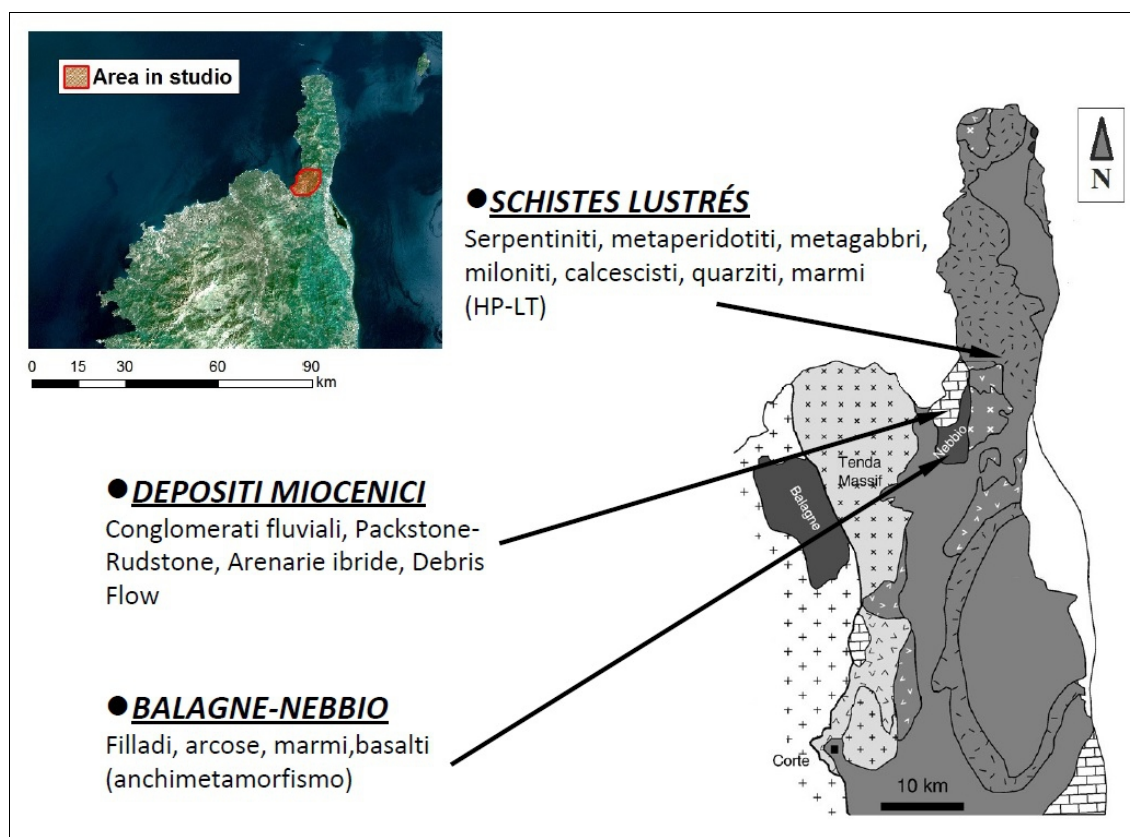 Area in studio
0 15 30 60 90
km
N
●SCHISTES LUSTRÉS
Serpentiniti, metaperidotiti, metagabbri,
miloniti, calcescisti, quarziti, marmi
(HP-LT)
●DEPOSITI MIOCENICI
Conglomerati fluviali, Packstone-
Rudstone, Arenarie ibride, Debris
Flow
●BALAGNE-NEBBIO
Filladi, arcose, marmi,basalti
(anchimetamorfismo)
Nebbio
Tenda
Massif
Balagne
Corte
10 km